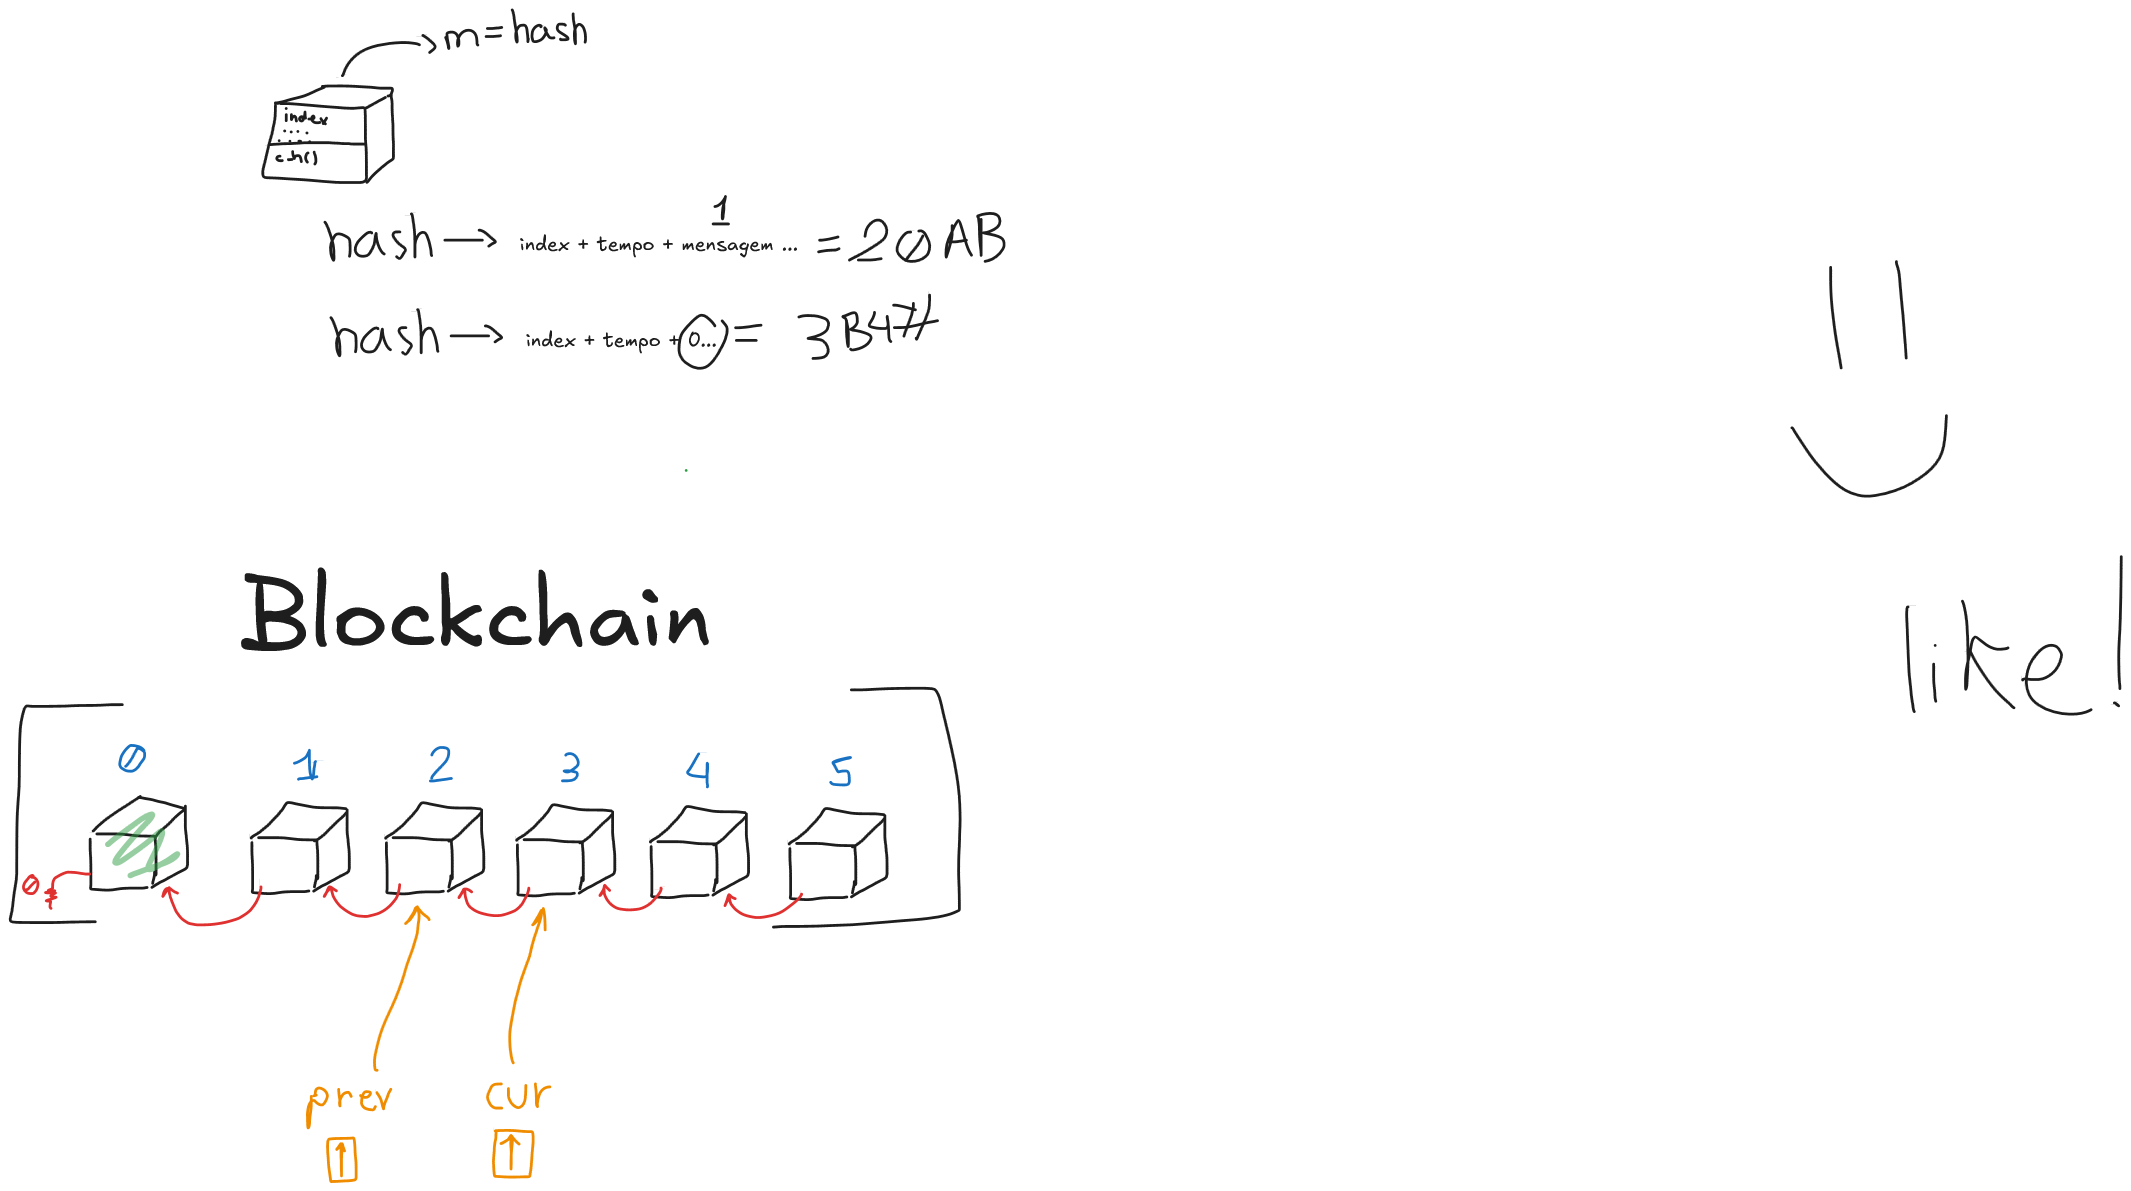 m=hash
index
....
....
ch()
1
hash → index + tempo + mensagem ... = 20AB
hash → index + tempo + 0... = 3B47#
like!
Blockchain
0 1 2 3 4 5
0
prev cur
↑ ↑